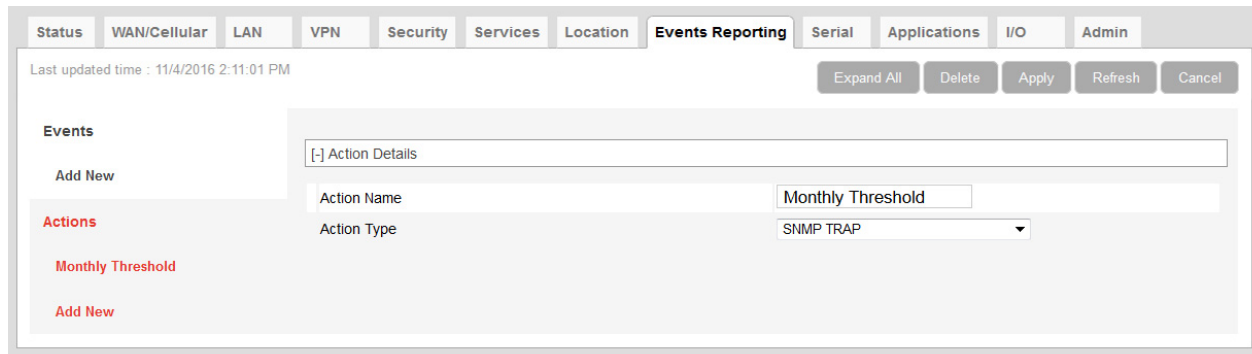 Status WAN/Cellular LAN VPN Security Services Location Events Reporting Serial Applications I/O Admin
Last updated time : 11/4/2016 2:11:01 PM
Expand All Delete Apply Refresh Cancel
Events
[-] Action Details
Add New
Action Name Monthly Threshold
Actions
Action Type SNMP TRAP
Monthly Threshold
Add New